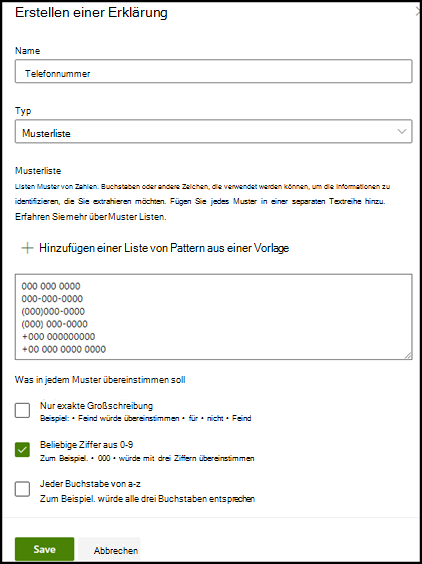 Erstellen einer Erklärung
Name
Telefonnummer
Typ
Musterliste
Musterliste
Listen Muster von Zahlen. Buchstaben oder andere Zeichen, die verwendet werden können, um die Informationen zu
identifizieren, die Sie extrahieren möchten. Fügen Sie jedes Muster in einer separaten Textreihe hinzu.
Erfahren Sie mehr über Muster Listen.
+ Hinzufügen einer Liste von Pattern aus einer Vorlage
000 000 0000
000-000-0000
(000)000-0000
(000) 000-0000
+000 000000000
+00 000 0000 0000
Was in jedem Muster übereinstimmen soll
Nur exakte Großschreibung
Beispiel: • Feind würde übereinstimmen • für • nicht • Feind
Beliebige Ziffer aus 0-9
Zum Beispiel. • 000 • würde mit drei Ziffern übereinstimmen
Jeder Buchstabe von a-z
Zum Beispiel. würde alle drei Buchstaben entsprechen
Save Abbrechen